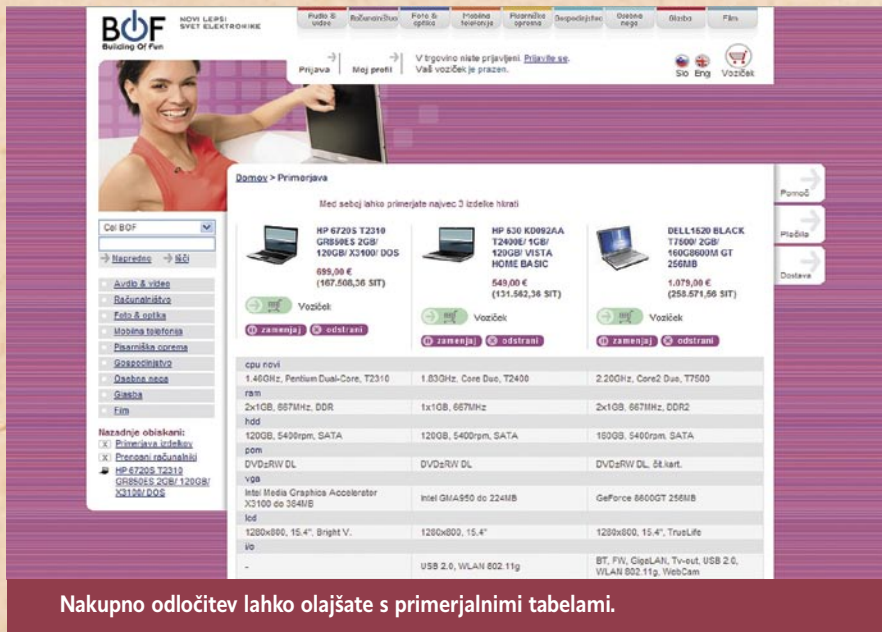 BOF
Building Of Fun
NOVI LEPSI
SVET ELEKTRONIKE
Avdio &
video
Računalništvo
Foto &
optika
Mobilna
telefonija
Pisarniška
oprema
Gospodinjstvo
Osebna
nega
Glasba
Film
Prijava
Moj profil
V trgovino niste prijavljeni. Prijavite se.
Vaš voziček je prazen.
Slo Eng Voziček
Domov > Primerjava
Med seboj lahko primerjate najvec 3 izdelke hkrati
Pomoč
Plačila
Dostava
Cel BOF
Napredno Išči
Avdio & video
Računalništvo
Foto & optika
Mobilna telefonija
Pisarniška oprema
Gospodinjstvo
Osebna nega
Glasba
Film
Nazadnje obiskani:
X Primerjava izdelkov
X Prenosni računalniki
HP 6720S T2310
GR850ES 2GB/ 120GB/
X3100/ DOS
HP 6720S T2310
GR850ES 2GB/
120GB/ X3100/ DOS
699,00 €
(167.508,36 SIT)
Voziček
zamenjaj odstrani
HP 530 KD092AA
T2400E/ 1GB/
120GB/ VISTA
HOME BASIC
549,00 €
(131.562,36 SIT)
Voziček
zamenjaj odstrani
DELL1520 BLACK
T7500/ 2GB/
160G8600M GT
256MB
1.079,00 €
(258.571,56 SIT)
Voziček
zamenjaj odstrani
cpu novi
1.46GHz, Pentium Dual-Core, T2310 1.83GHz, Core Duo, T2400 2.20GHz, Core2 Duo, T7500
ram
2x1GB, 667MHz, DDR 1x1GB, 667MHz 2x1GB, 667MHz, DDR2
hdd
120GB, 5400rpm, SATA 120GB, 5400rpm, SATA 160GB, 5400rpm, SATA
pom
DVD±RW DL DVD±RW DL DVD±RW DL, čit.kart.
vga
Intel Media Graphics Accelerator
X3100 do 384MB
Intel GMA950 do 224MB GeForce 8600GT 256MB
lcd
1280x800, 15.4", Bright V. 1280x800, 15.4" 1280x800, 15.4", TrueLife
i/o
- USB 2.0, WLAN 802.11g BT, FW, GigaLAN, Tv-out, USB 2.0,
WLAN 802.11g, WebCam
Nakupno odločitev lahko olajšate s primerjalnimi tabelami.